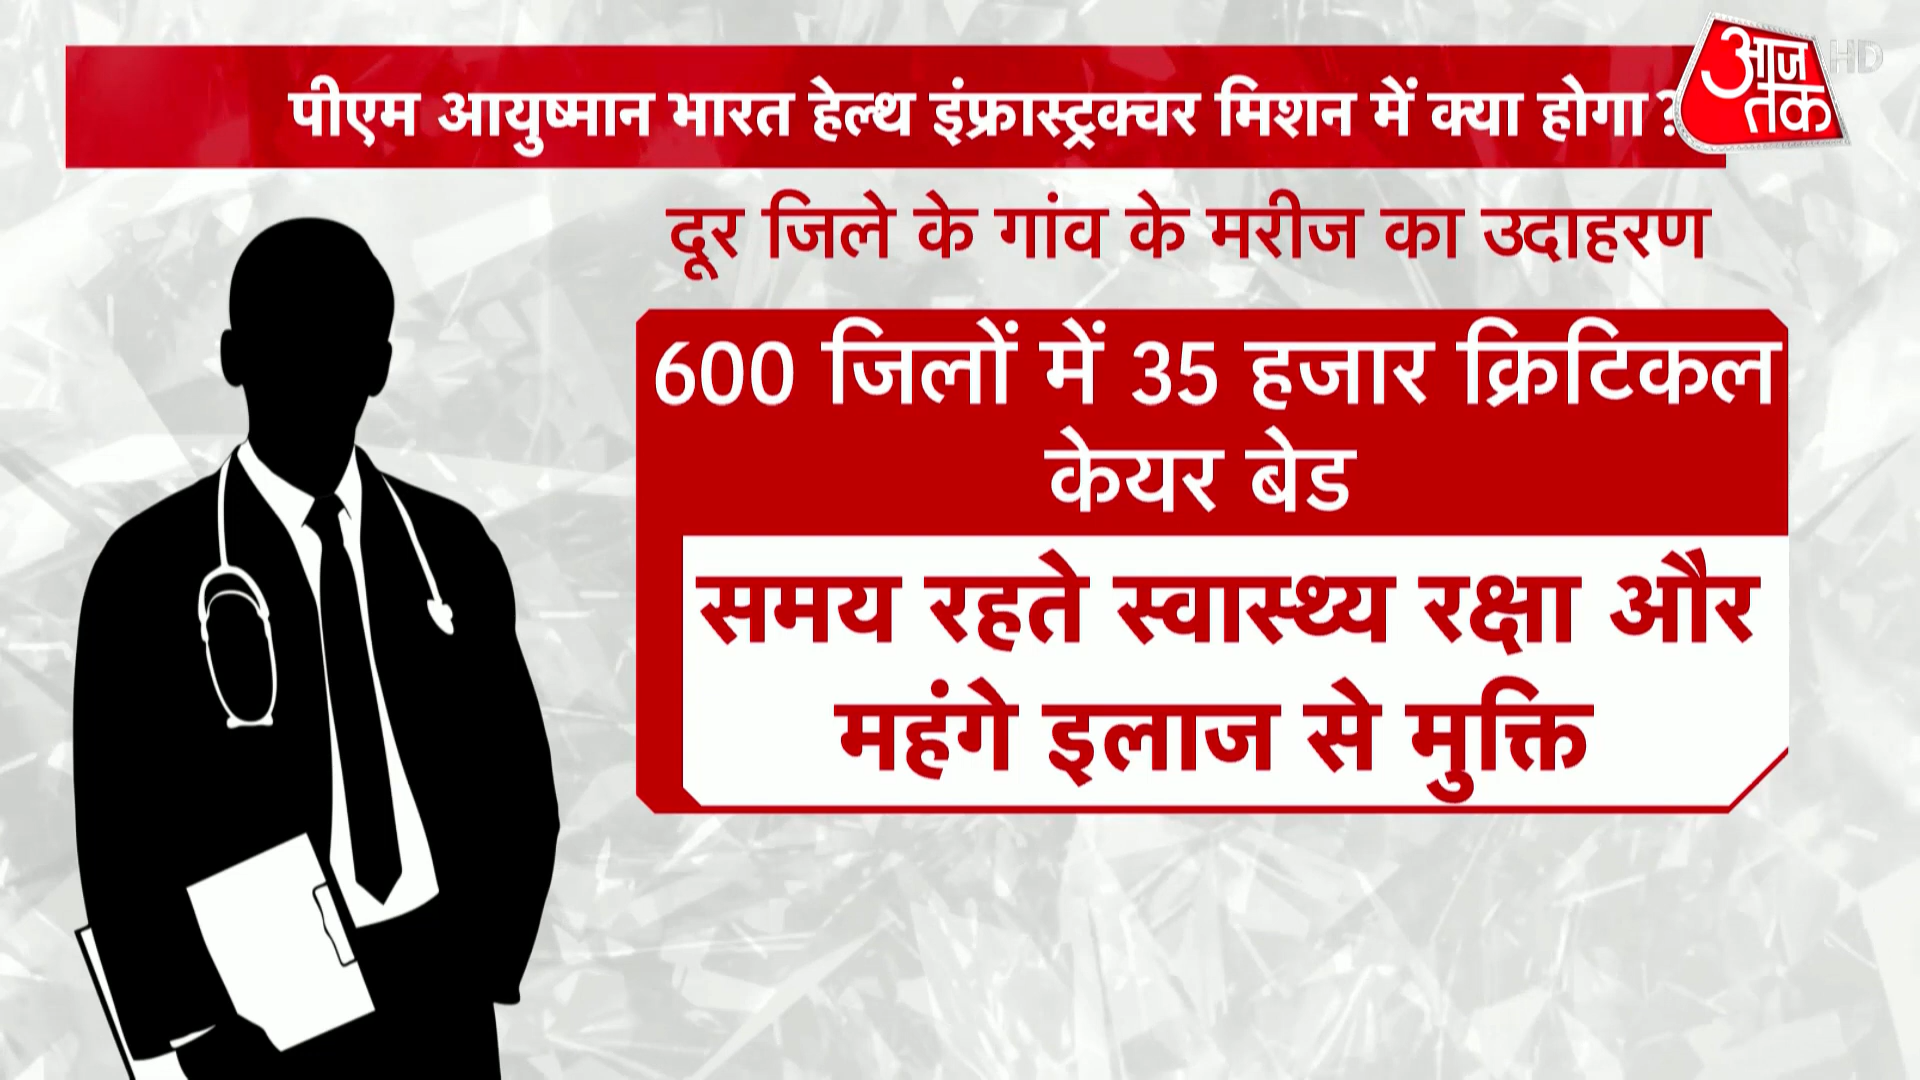 पीएम आयुष्मान भारत हेल्थ इंफ्रास्ट्रक्चर मिशन में क्या होगा?
आज
तक
HD
दूर जिले के गांव के मरीज का उदाहरण
600 जिलों में 35 हजार क्रिटिकल
केयर बेड
समय रहते स्वास्थ्य रक्षा और
महंगे इलाज से मुक्ति